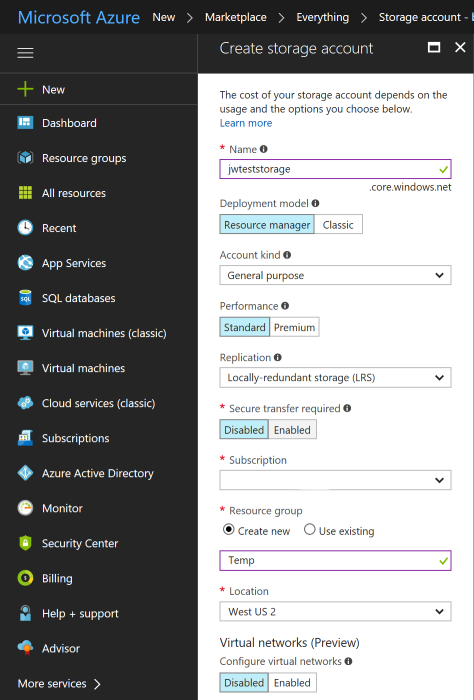 Microsoft Azure New > Marketplace > Everything > Storage account -
Create storage account
New
Dashboard
Resource groups
All resources
Recent
App Services
SQL databases
Virtual machines (classic)
Virtual machines
Cloud services (classic)
Subscriptions
Azure Active Directory
Monitor
Security Center
Billing
Help + support
Advisor
More services >
The cost of your storage account depends on the
usage and the options you choose below.
Learn more
* Name
jwteststorage
.core.windows.net
Deployment model
Resource manager Classic
Account kind
General purpose
Performance
Standard Premium
Replication
Locally-redundant storage (LRS)
* Secure transfer required
Disabled Enabled
* Subscription
* Resource group
Create new Use existing
Temp
* Location
West US 2
Virtual networks (Preview)
Configure virtual networks
Disabled Enabled